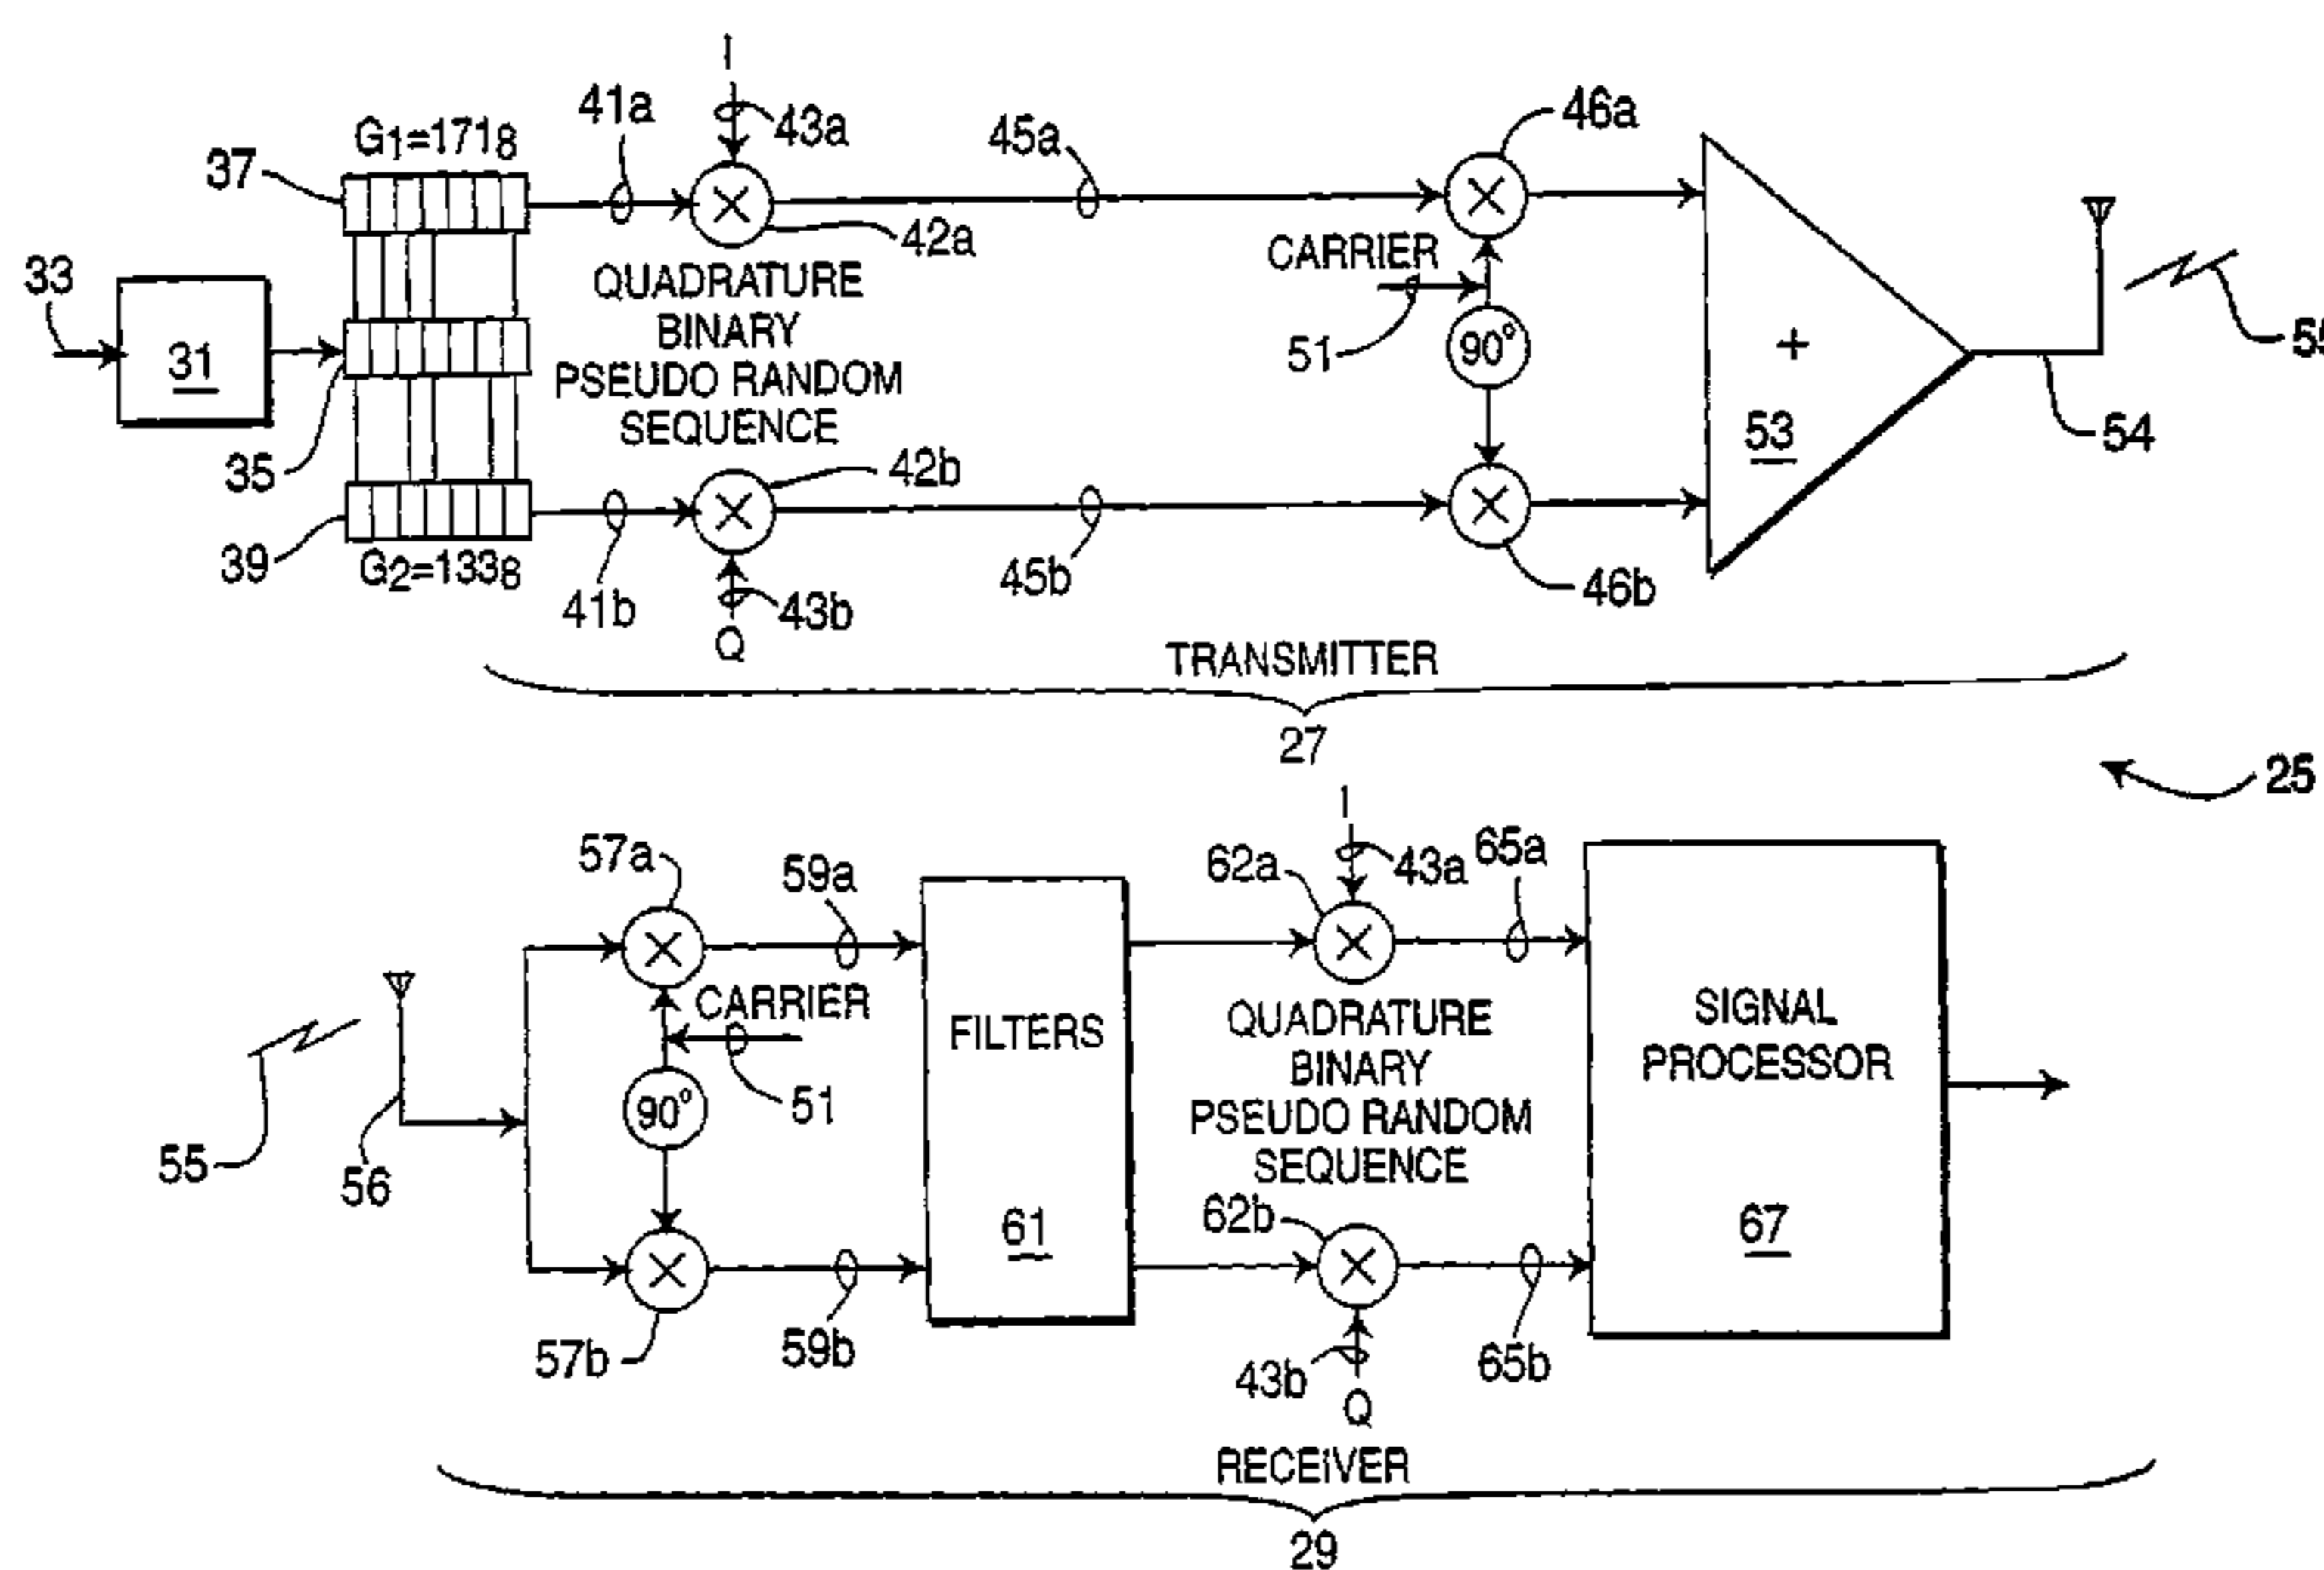 I
43a
41a
45a
46a
G1=1718
37
42a
CARRIER
33
31
35
QUADRATURE
BINARY
PSEUDO RANDOM
SEQUENCE
51
90°
+
53
54
39
G2=1338
41b
42b
43b
Q
45b
46b
TRANSMITTER
27
25
57a
59a
62a
I
43a
65a
CARRIER
51
90°
FILTERS
61
QUADRATURE
BINARY
PSEUDO RANDOM
SEQUENCE
SIGNAL
PROCESSOR
67
55
56
57b
59b
62b
43b
Q
65b
RECEIVER
29